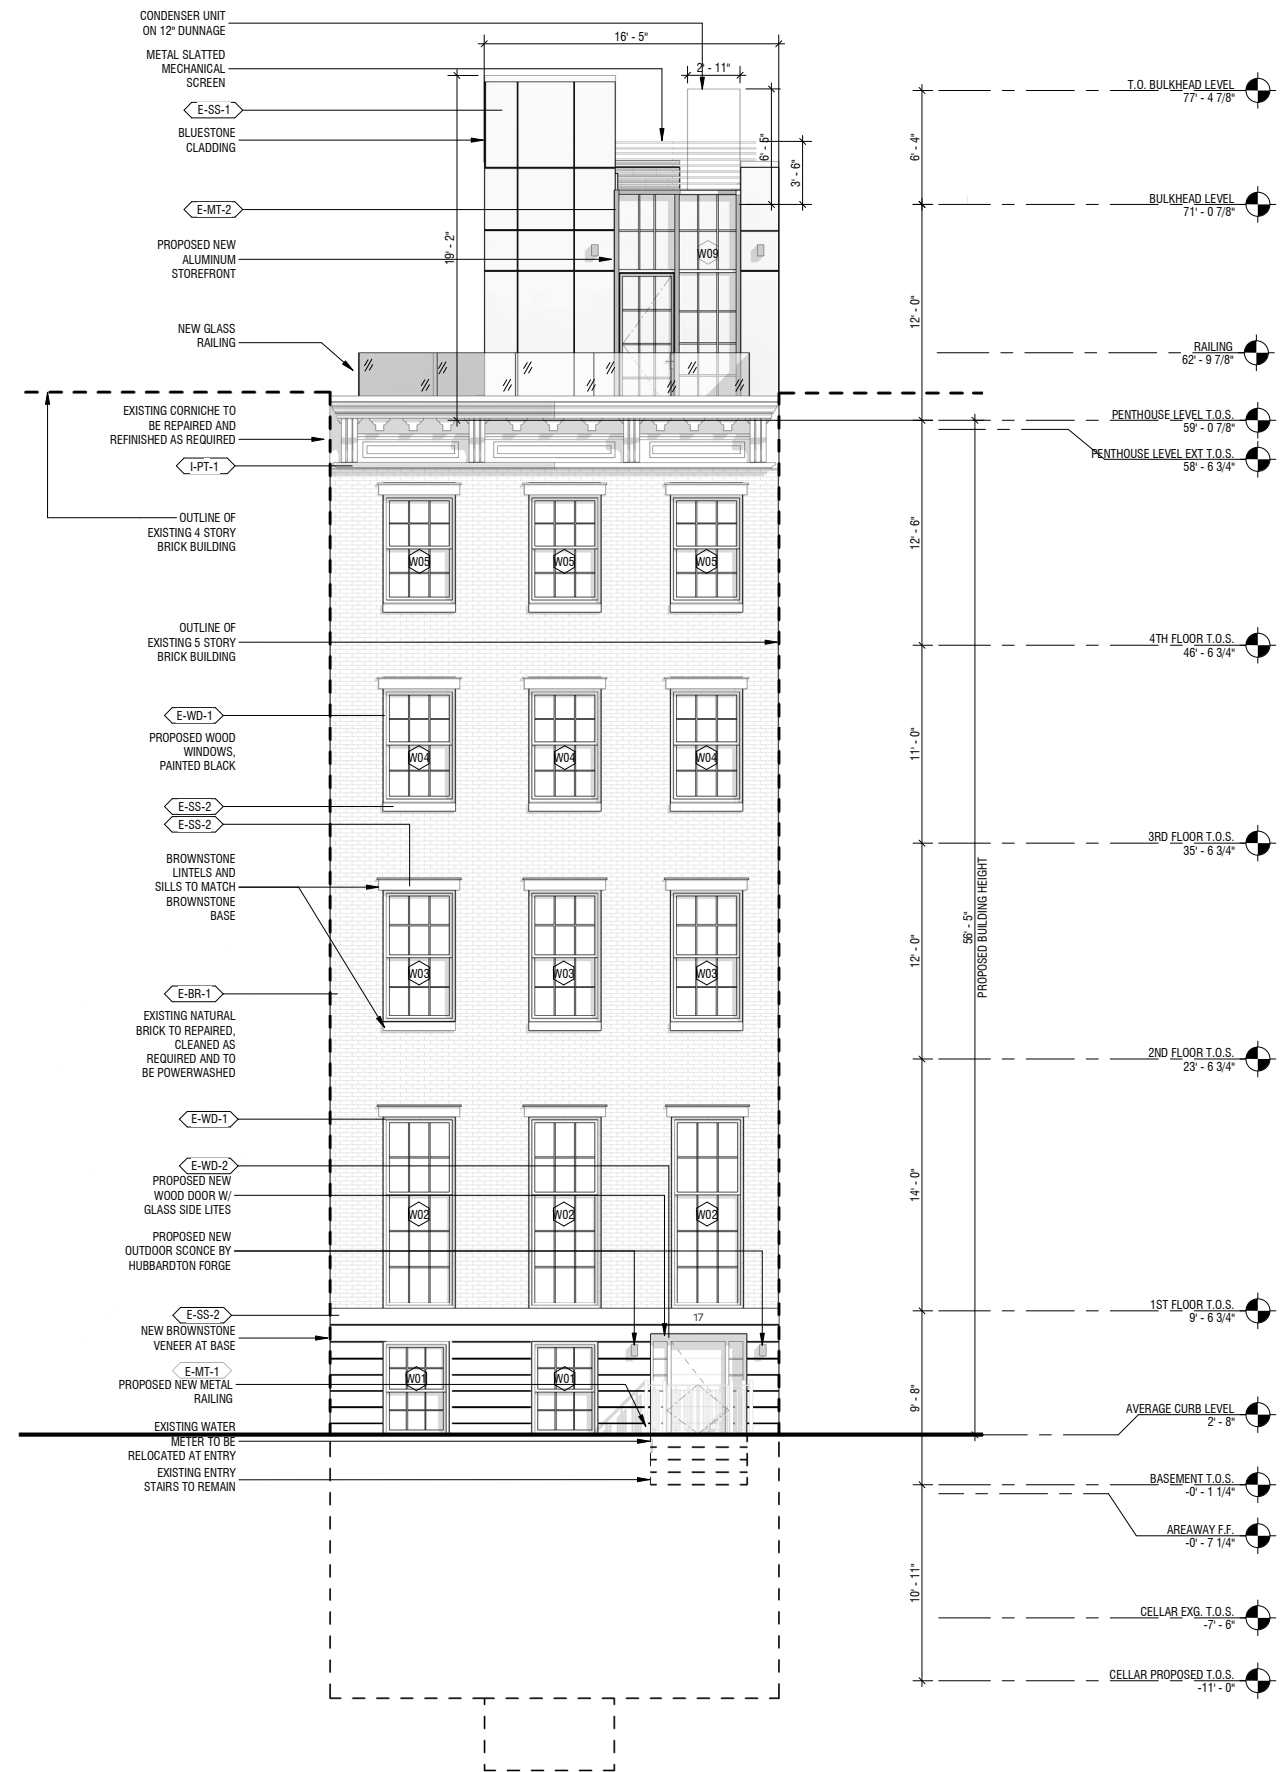 CONDENSER UNIT
ON 12" DUNNAGE
METAL SLATTED
MECHANICAL
SCREEN
E-SS-1
BLUESTONE
CLADDING
E-MT-2
PROPOSED NEW
ALUMINUM
STOREFRONT
NEW GLASS
RAILING
EXISTING CORNICHE TO
BE REPAIRED AND
REFINISHED AS REQUIRED
I-PT-1
OUTLINE OF
EXISTING 4 STORY
BRICK BUILDING
OUTLINE OF
EXISTING 5 STORY
BRICK BUILDING
E-WD-1
PROPOSED WOOD
WINDOWS,
PAINTED BLACK
E-SS-2
E-SS-2
BROWNSTONE
LINTELS AND
SILLS TO MATCH
BROWNSTONE
BASE
E-BR-1
EXISTING NATURAL
BRICK TO REPAIRED,
CLEANED AS
REQUIRED AND TO
BE POWERWASHED
E-WD-1
E-WD-2
PROPOSED NEW
WOOD DOOR W/
GLASS SIDE LITES
PROPOSED NEW
OUTDOOR SCONCE BY
HUBBARDTON FORGE
E-SS-2
NEW BROWNSTONE
VENEER AT BASE
E-MT-1
PROPOSED NEW METAL
RAILING
EXISTING WATER
METER TO BE
RELOCATED AT ENTRY
EXISTING ENTRY
STAIRS TO REMAIN
16' - 5"
2' - 11"
6' - 5"
3' - 6"
19' - 2"
W09
W05 W05 W05
W04 W04 W04
W03 W03 W03
W02 W02 W02
17
W01 W01
6' - 4"
12' - 0"
12' - 6"
11' - 0"
12' - 0"
14' - 0"
9' - 8"
10' - 11"
56' - 5"
PROPOSED BUILDING HEIGHT
T.O. BULKHEAD LEVEL
77' - 4 7/8"
BULKHEAD LEVEL
71' - 0 7/8"
RAILING
62' - 9 7/8"
PENTHOUSE LEVEL T.O.S.
59' - 0 7/8"
PENTHOUSE LEVEL EXT T.O.S.
58' - 6 3/4"
4TH FLOOR T.O.S.
46' - 6 3/4"
3RD FLOOR T.O.S.
35' - 6 3/4"
2ND FLOOR T.O.S.
23' - 6 3/4"
1ST FLOOR T.O.S.
9' - 6 3/4"
AVERAGE CURB LEVEL
2' - 8"
BASEMENT T.O.S.
-0' - 1 1/4"
AREAWAY F.F.
-0' - 7 1/4"
CELLAR EXG. T.O.S.
-7' - 6"
CELLAR PROPOSED T.O.S.
-11' - 0"